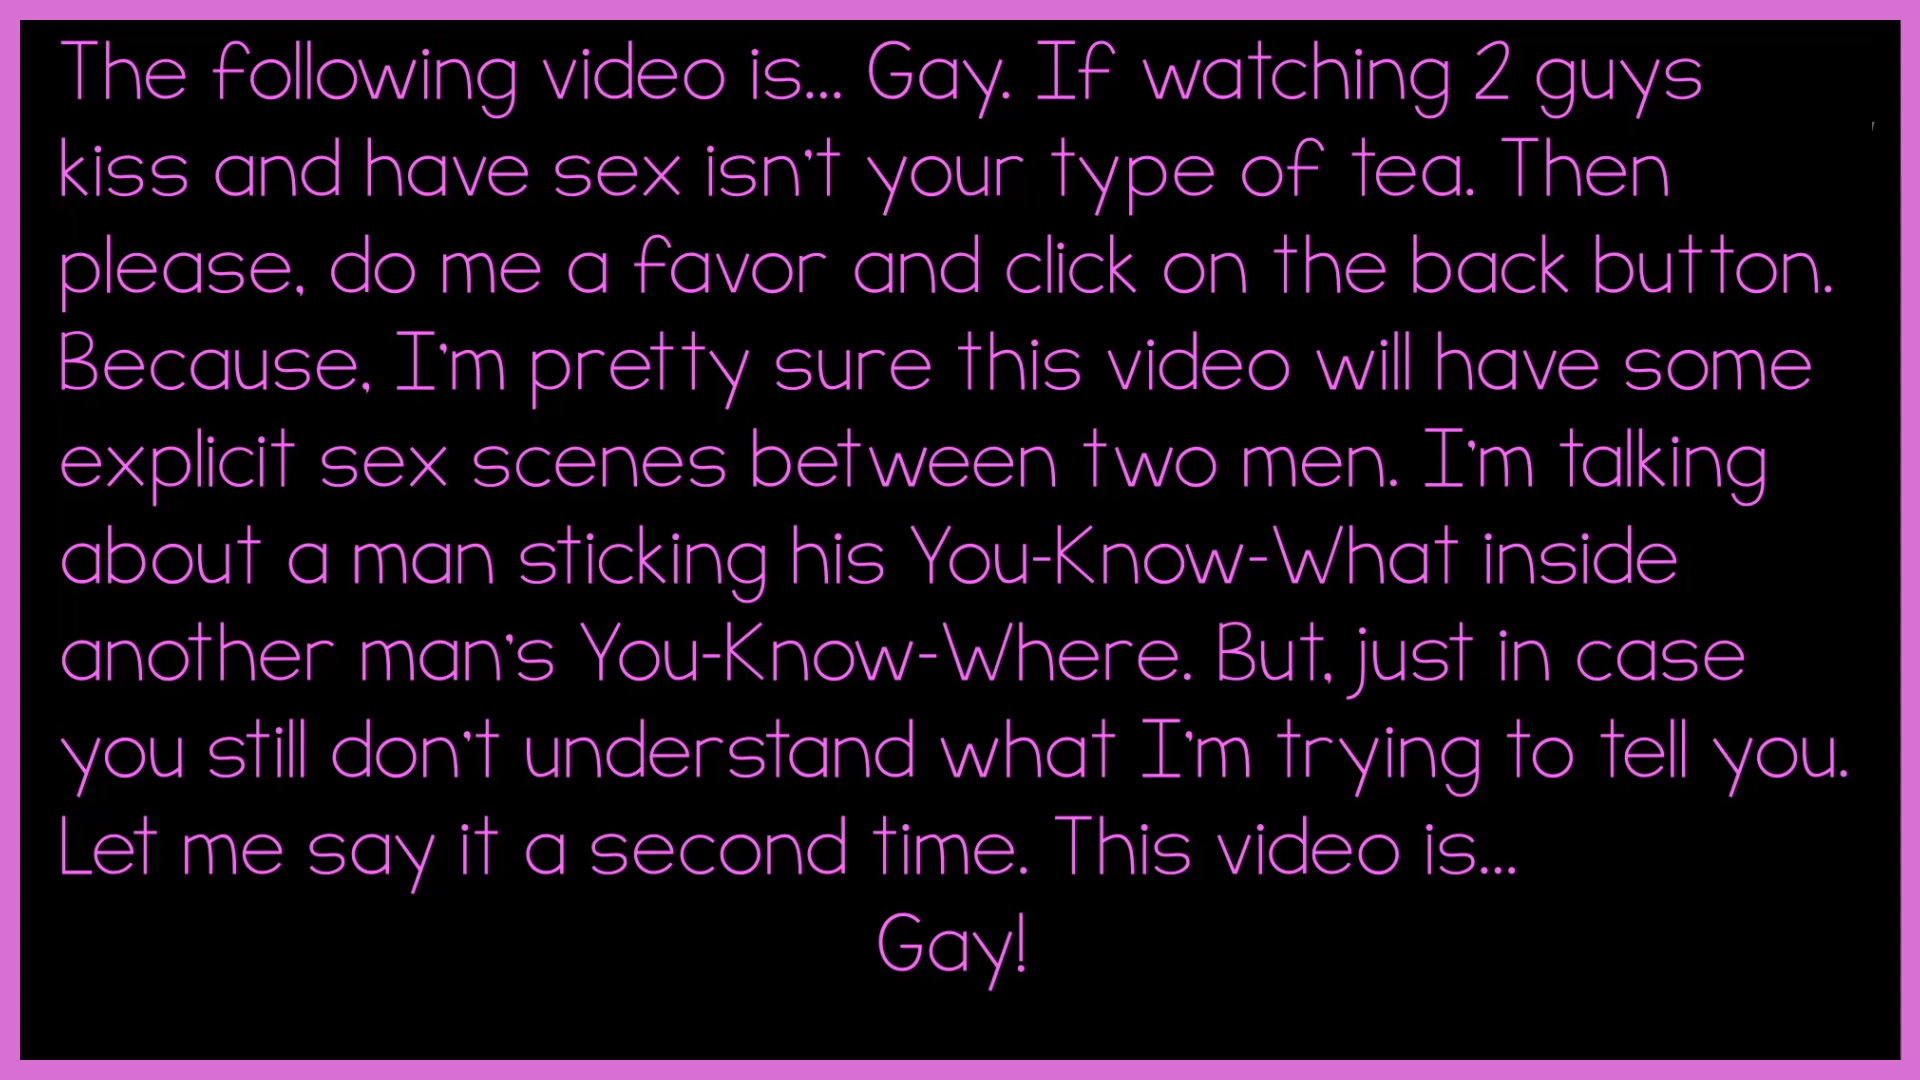 The following video is... Gay. If watching 2 guys
kiss and have sex isn't your type of tea. Then
please, do me a favor and click on the back button.
Because, I'm pretty sure this video will have some
explicit sex scenes between two men. I'm talking
about a man sticking his You-Know-What inside
another man's You-Know-Where. But, just in case
you still don't understand what I'm trying to tell you.
Let me say it a second time. This video is...
Gay!